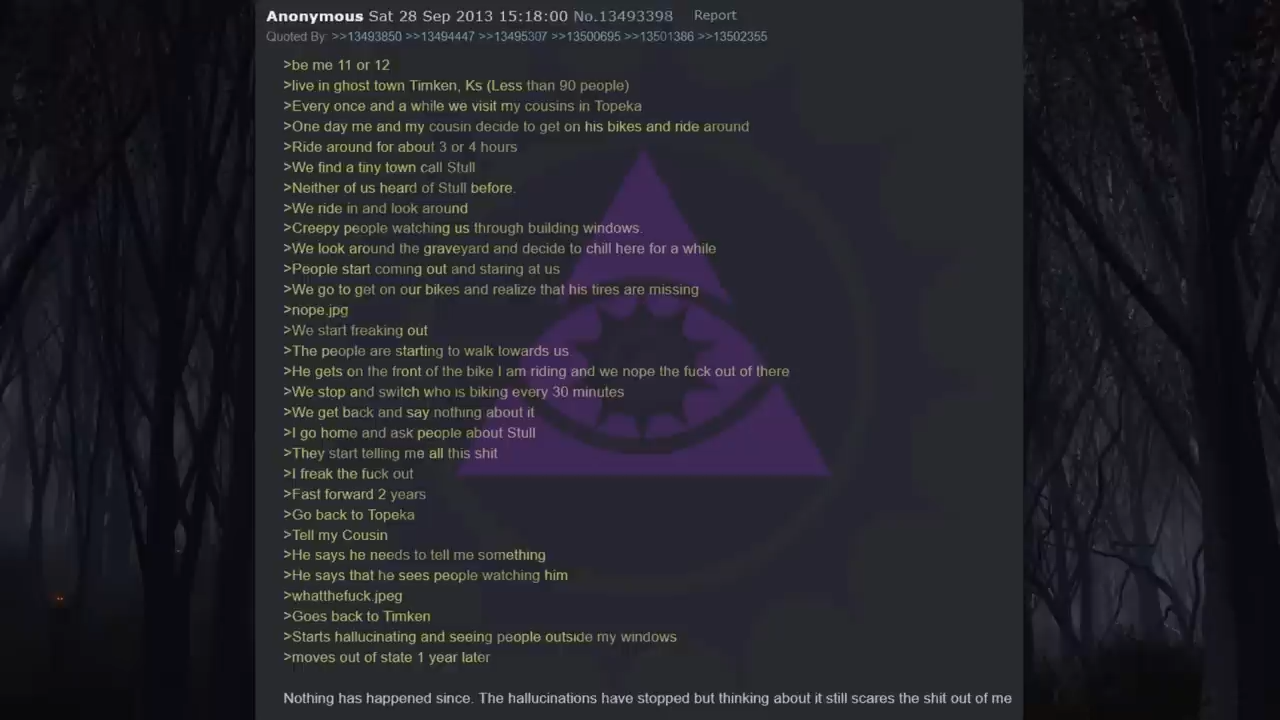 Anonymous Sat 28 Sep 2013 15:18:00 No.13493398 Report
Quoted By: >>13493850 >>13494447 >>13495307 >>13500695 >>13501386 >>13502355
>be me 11 or 12
>live in ghost town Timken, Ks (Less than 90 people)
>Every once and a while we visit my cousins in Topeka
>One day me and my cousin decide to get on his bikes and ride around
>Ride around for about 3 or 4 hours
>We find a tiny town call Stull
>Neither of us heard of Stull before.
>We ride in and look around
>Creepy people watching us through building windows.
>We look around the graveyard and decide to chill here for a while
>People start coming out and staring at us
>We go to get on our bikes and realize that his tires are missing
>nope.jpg
>We start freaking out
>The people are starting to walk towards us
>He gets on the front of the bike I am riding and we nope the fuck out of there
>We stop and switch who is biking every 30 minutes
>We get back and say nothing about it
>I go home and ask people about Stull
>They start telling me all this shit
>I freak the fuck out
>Fast forward 2 years
>Go back to Topeka
>Tell my Cousin
>He says he needs to tell me something
>He says that he sees people watching him
>whatthefuck.jpeg
>Goes back to Timken
>Starts hallucinating and seeing people outside my windows
>moves out of state 1 year later
Nothing has happened since. The hallucinations have stopped but thinking about it still scares the shit out of me